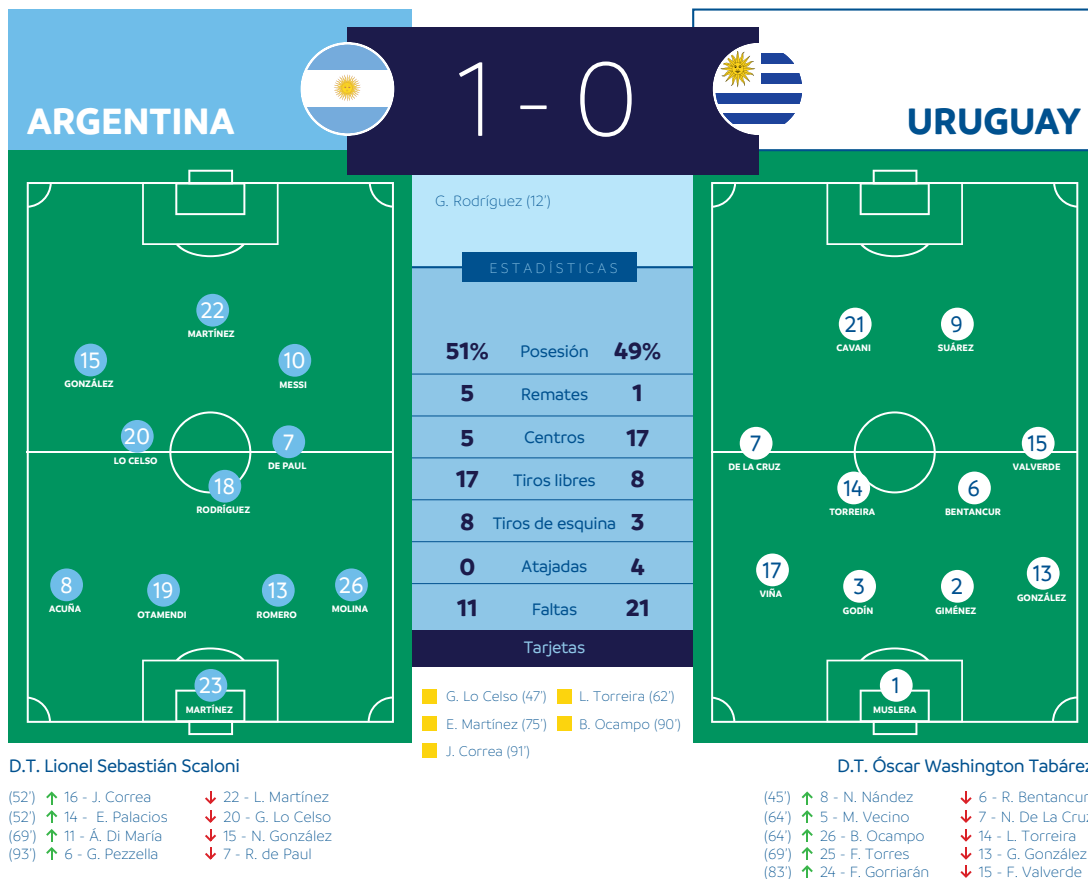 ARGENTINA
1 - 0
URUGUAY
G. Rodríguez (12')
ESTADÍSTICAS
51% Posesión 49%
5 Remates 1
5 Centros 17
17 Tiros libres 8
8 Tiros de esquina 3
0 Atajadas 4
11 Faltas 21
Tarjetas
G. Lo Celso (47') L. Torreira (62')
E. Martínez (75') B. Ocampo (90')
J. Correa (91')
22
MARTÍNEZ
15
GONZÁLEZ
10
MESSI
20
LO CELSO
7
DE PAUL
18
RODRÍGUEZ
8
ACUÑA
19
OTAMENDI
13
ROMERO
26
MOLINA
23
MARTÍNEZ
21
CAVANI
9
SUÁREZ
7
DE LA CRUZ
15
VALVERDE
14
TORREIRA
6
BENTANCUR
17
VIÑA
3
GODÍN
2
GIMÉNEZ
13
GONZÁLEZ
1
MUSLERA
D.T. Lionel Sebastián Scaloni
(52') 16 - J. Correa 22 - L. Martínez
(52') 14 - E. Palacios 20 - G. Lo Celso
(69') 11 - Á. Di María 15 - N. González
(93') 6 - G. Pezzella 7 - R. de Paul
D.T. Óscar Washington Tabárez
(45') 8 - N. Nández 6 - R. Bentancur
(64') 5 - M. Vecino 7 - N. De La Cruz
(64') 26 - B. Ocampo 14 - L. Torreira
(69') 25 - F. Torres 13 - G. González
(83') 24 - F. Gorriarán 15 - F. Valverde